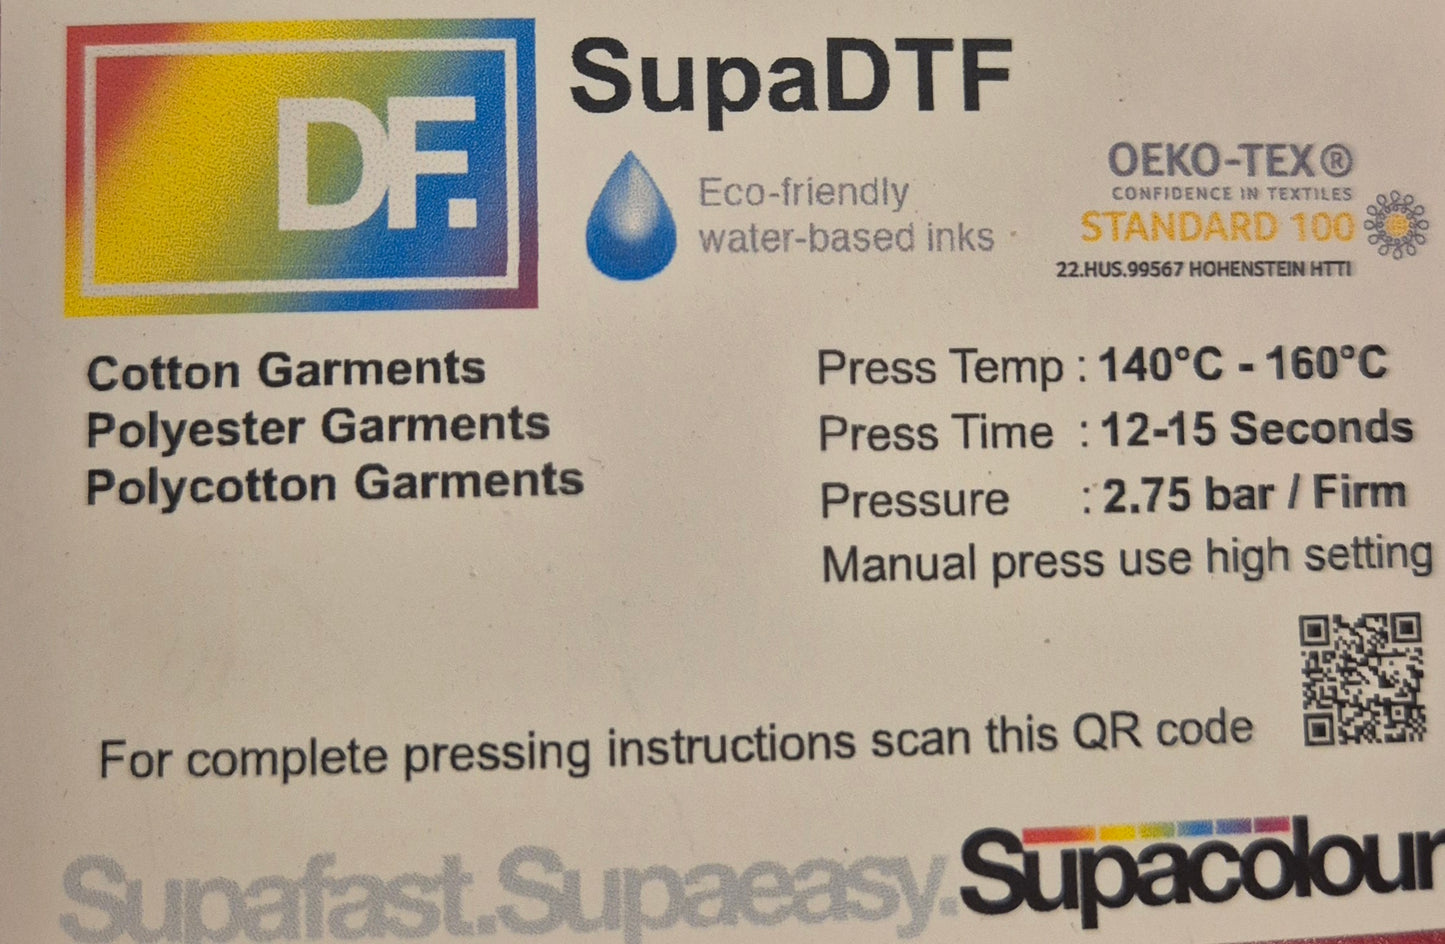 DF.
SupaDTF
Eco-friendly
water-based inks
OEKO-TEX®
CONFIDENCE IN TEXTILES
STANDARD 100
22.HUS.99567 HOHENSTEIN HTTI
Cotton Garments
Polyester Garments
Polycotton Garments
Press Temp : 140°C - 160°C
Press Time : 12-15 Seconds
Pressure : 2.75 bar / Firm
Manual press use high setting
For complete pressing instructions scan this QR code
Supafast.Supaeasy.Supacolour